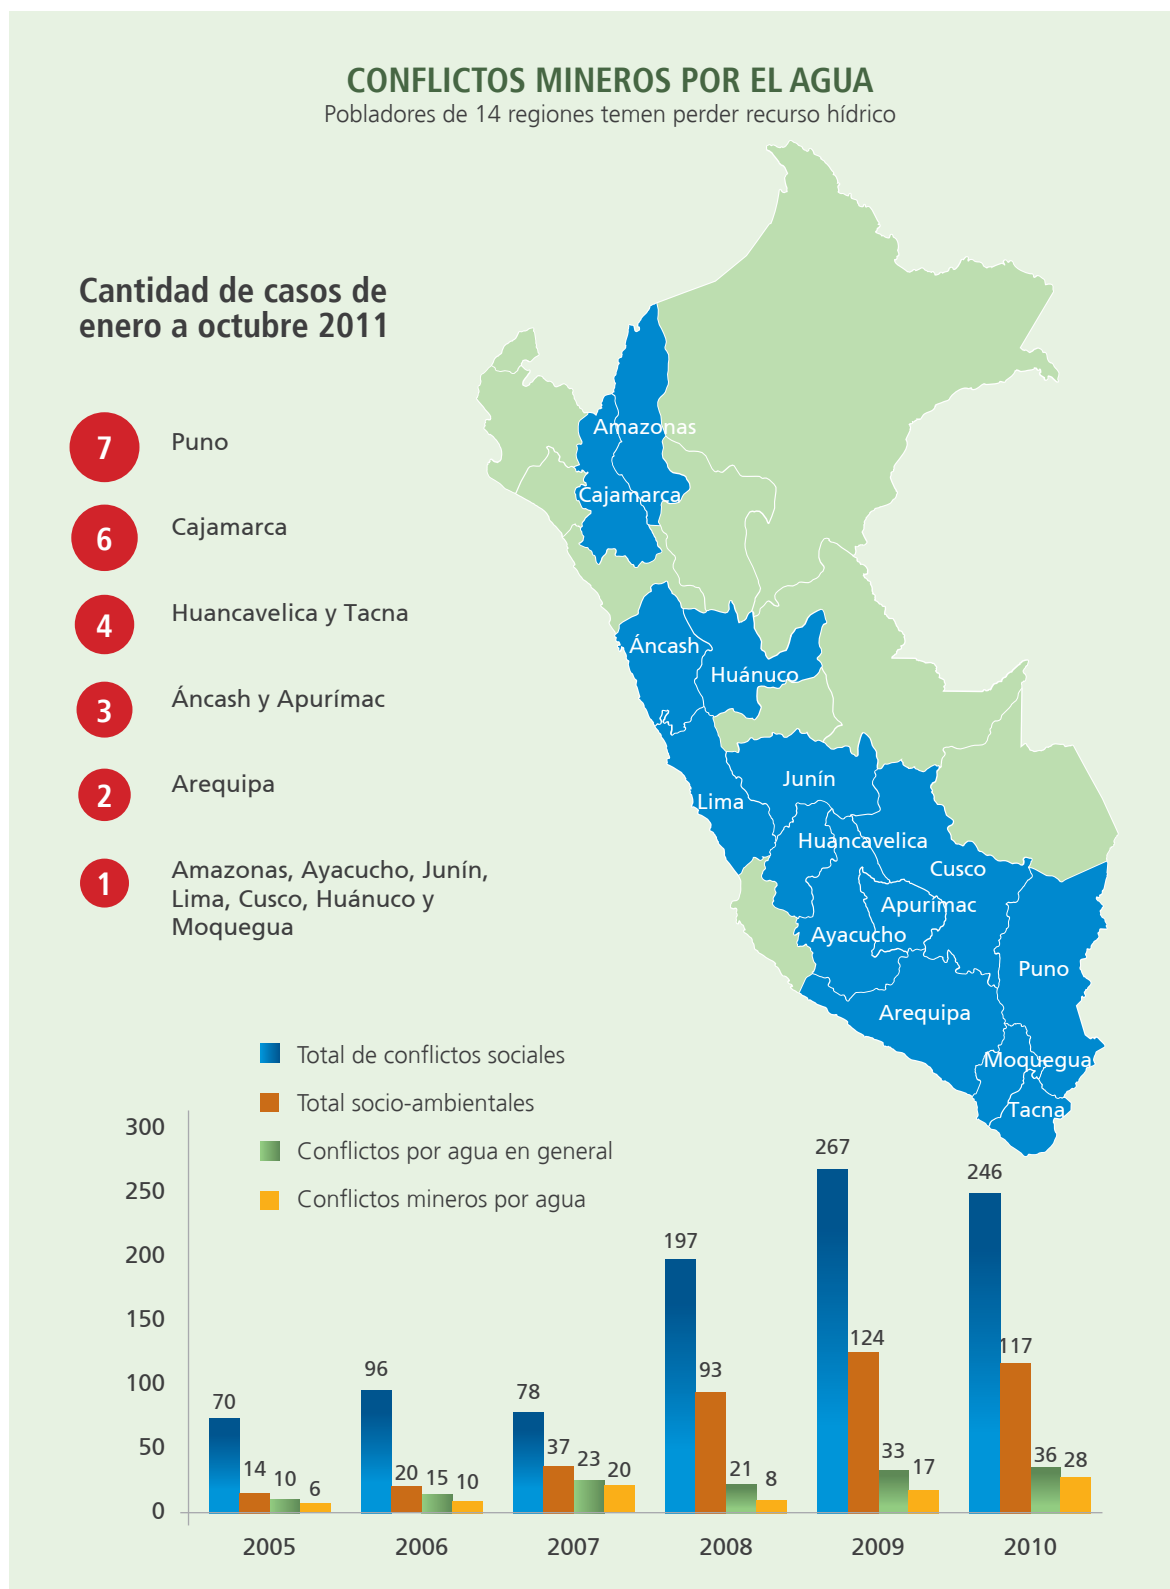 CONFLICTOS MINEROS POR EL AGUA
Pobladores de 14 regiones temen perder recurso hídrico
Cantidad de casos de
enero a octubre 2011
7 Puno
6 Cajamarca
4 Huancavelica y Tacna
3 Áncash y Apurímac
2 Arequipa
1 Amazonas, Ayacucho, Junín,
Lima, Cusco, Huánuco y
Moquegua
Amazonas
Cajamarca
Áncash
Huánuco
Junín
Lima
Huancavelica
Cusco
Apurímac
Ayacucho
Puno
Arequipa
Moquegua
Tacna
Total de conflictos sociales
Total socio-ambientales
Conflictos por agua en general
Conflictos mineros por agua
300
250
200
150
100
50
0
70 14 10 6
96 20 15 10
78 37 23 20
197 93 21 8
267 124 33 17
246 117 36 28
2005 2006 2007 2008 2009 2010